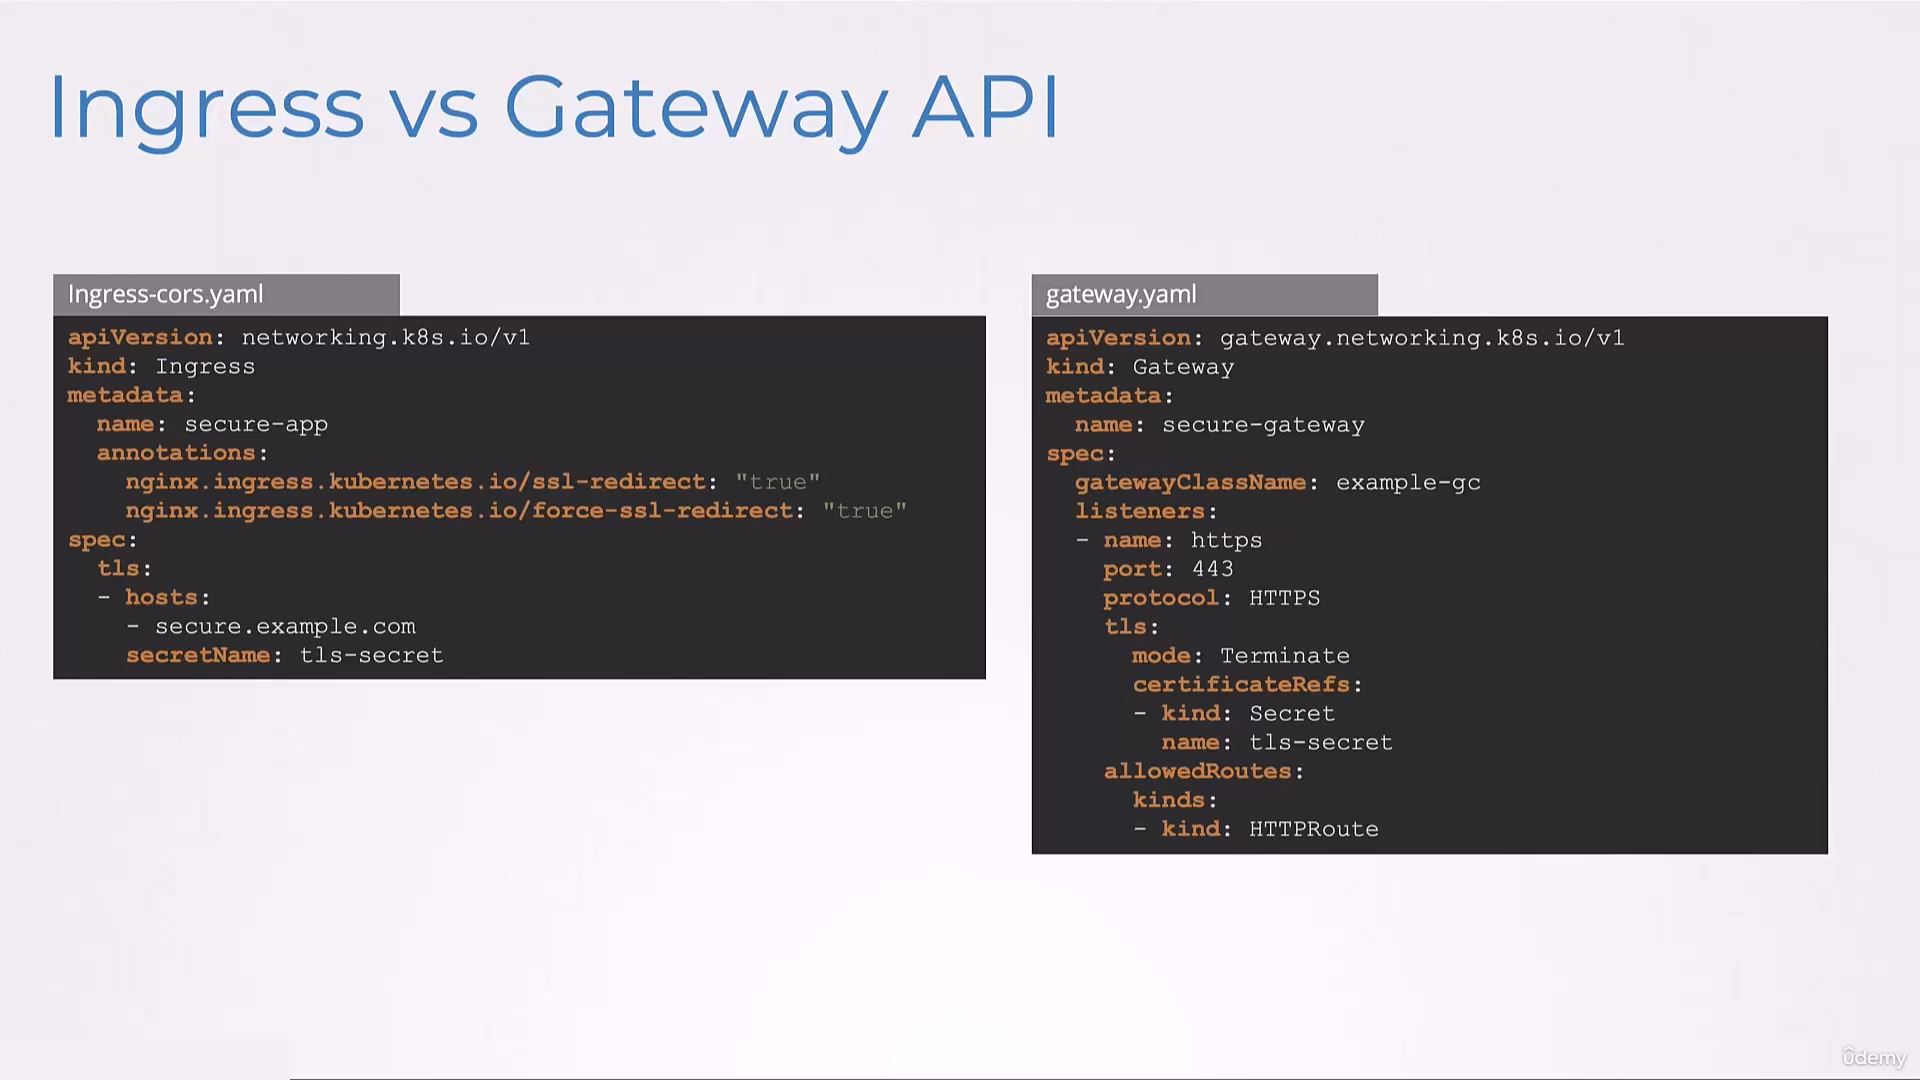 Ingress vs Gateway API
Ingress-cors.yaml
apiVersion: networking.k8s.io/v1
kind: Ingress
metadata:
  name: secure-app
  annotations:
    nginx.ingress.kubernetes.io/ssl-redirect: "true"
    nginx.ingress.kubernetes.io/force-ssl-redirect: "true"
spec:
  tls:
  - hosts:
    - secure.example.com
    secretName: tls-secret
gateway.yaml
apiVersion: gateway.networking.k8s.io/v1
kind: Gateway
metadata:
  name: secure-gateway
spec:
  gatewayClassName: example-gc
  listeners:
  - name: https
    port: 443
    protocol: HTTPS
    tls:
      mode: Terminate
      certificateRefs:
      - kind: Secret
        name: tls-secret
    allowedRoutes:
      kinds:
      - kind: HTTPRoute
ûdemy